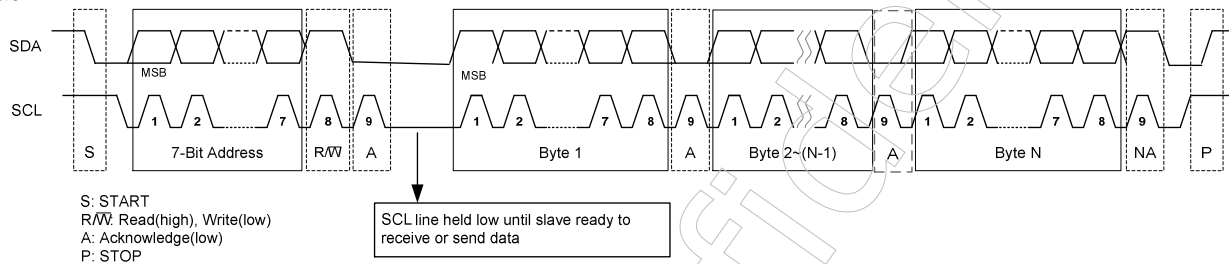 SDA
MSB
MSB
SCL
1 2 7 8 9 1 2 7 8 9 1 2 8 9 1 2 7 8 9
S 7-Bit Address R/W A Byte 1 A Byte 2~(N-1) A Byte N NA P
S: START
R/W: Read(high), Write(low)
A: Acknowledge(low)
P: STOP
SCL line held low until slave ready to
receive or send data